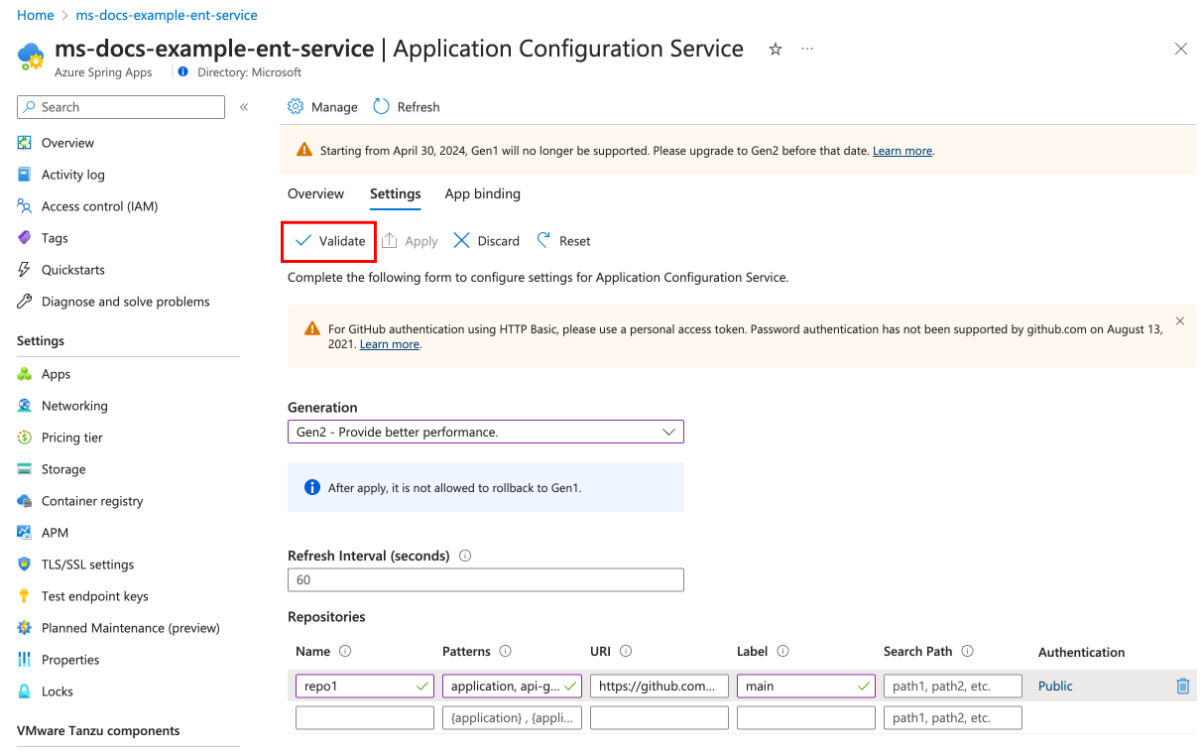 Home > ms-docs-example-ent-service
ms-docs-example-ent-service | Application Configuration Service
Azure Spring Apps
Directory: Microsoft
Search
Overview
Activity log
Access control (IAM)
Tags
Quickstarts
Diagnose and solve problems
Settings
Apps
Networking
Pricing tier
Storage
Container registry
APM
TLS/SSL settings
Test endpoint keys
Planned Maintenance (preview)
Properties
Locks
VMware Tanzu components
Manage
Refresh
Starting from April 30, 2024, Gen1 will no longer be supported. Please upgrade to Gen2 before that date. Learn more.
Overview
Settings
App binding
Validate
Apply
Discard
Reset
Complete the following form to configure settings for Application Configuration Service.
For GitHub authentication using HTTP Basic, please use a personal access token. Password authentication has not been supported by github.com on August 13,
2021. Learn more.
Generation
Gen2 - Provide better performance.
After apply, it is not allowed to rollback to Gen1.
Refresh Interval (seconds)
60
Repositories
Name Patterns URI Label Search Path Authentication
repo1 application, api-g... https://github.com... main path1, path2, etc. Public
{application} , {appli... path1, path2, etc.